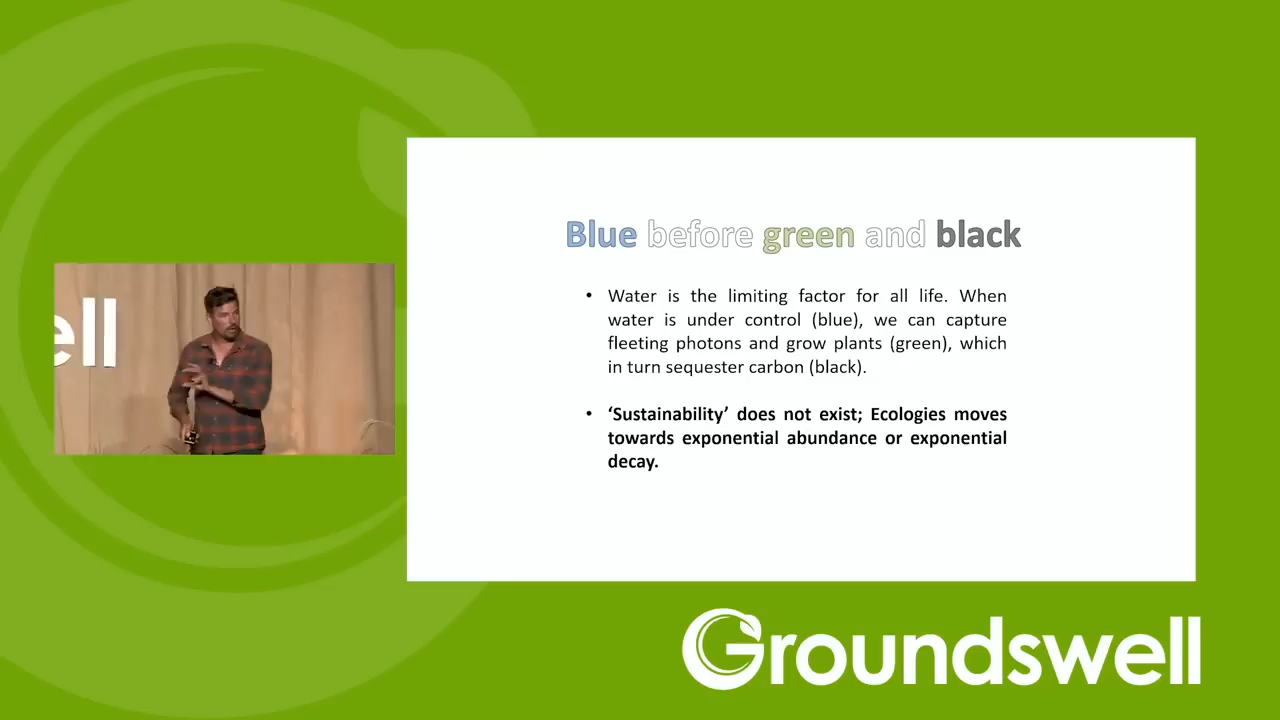 Blue before green and black
• Water is the limiting factor for all life. When
water is under control (blue), we can capture
fleeting photons and grow plants (green), which
in turn sequester carbon (black).
• ‘Sustainability’ does not exist; Ecologies moves
towards exponential abundance or exponential
decay.
ell
Groundswell